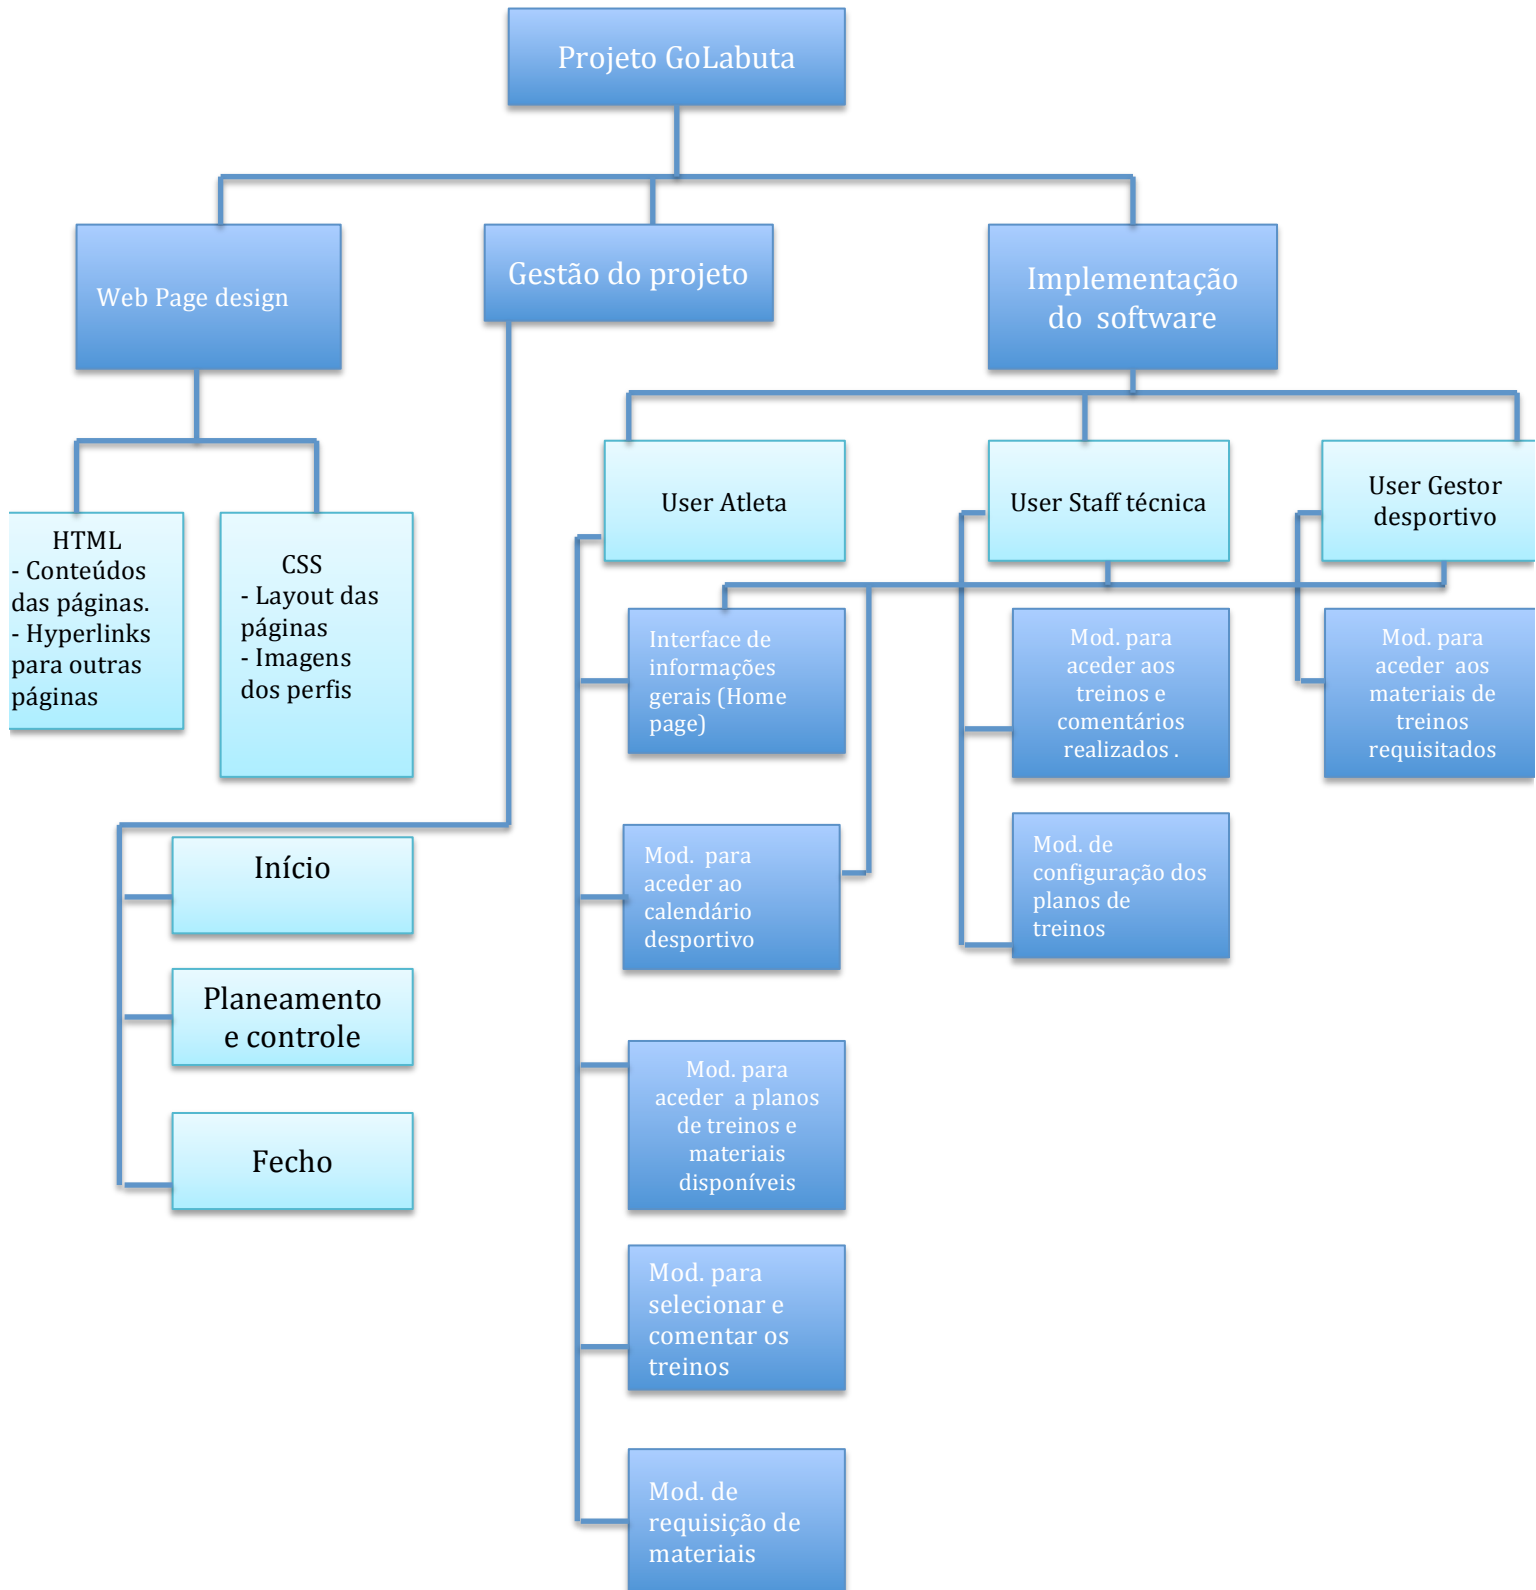 Projeto GoLabuta
Web Page design
Gestão do projeto
Implementação
do  software
HTML
- Conteúdos
das páginas.
- Hyperlinks
para outras
páginas
CSS
- Layout das
páginas
- Imagens
dos perfis
Início
Planeamento
e controle
Fecho
User Atleta
User Staff técnica
User Gestor
desportivo
Interface de
informações
gerais (Home
page)
Mod.  para
aceder ao
calendário
desportivo
Mod. para
aceder  a planos
de treinos e
materiais
disponíveis
Mod. para
selecionar e
comentar os
treinos
Mod. de
requisição de
materiais
Mod. para
aceder aos
treinos e
comentários
realizados .
Mod. de
configuração dos
planos de
treinos
Mod. para
aceder  aos
materiais de
treinos
requisitados